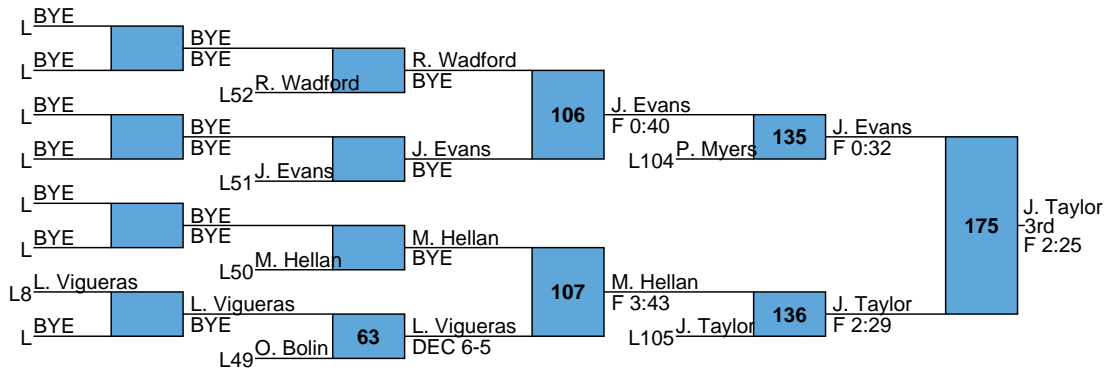 L BYE
L BYE
BYE
BYE
L52 R. Wadford
R. Wadford
BYE
L BYE
L BYE
BYE
BYE
L51 J. Evans
J. Evans
BYE
106
J. Evans
F 0:40
L104 P. Myers
135
J. Evans
F 0:32
L BYE
L BYE
BYE
BYE
L50 M. Hellan
M. Hellan
BYE
L8 L. Vigueras
L BYE
L. Vigueras
BYE
L49 O. Bolin
63
L. Vigueras
DEC 6-5
107
M. Hellan
F 3:43
L105 J. Taylor
136
J. Taylor
F 2:29
175
J. Taylor
3rd
F 2:25